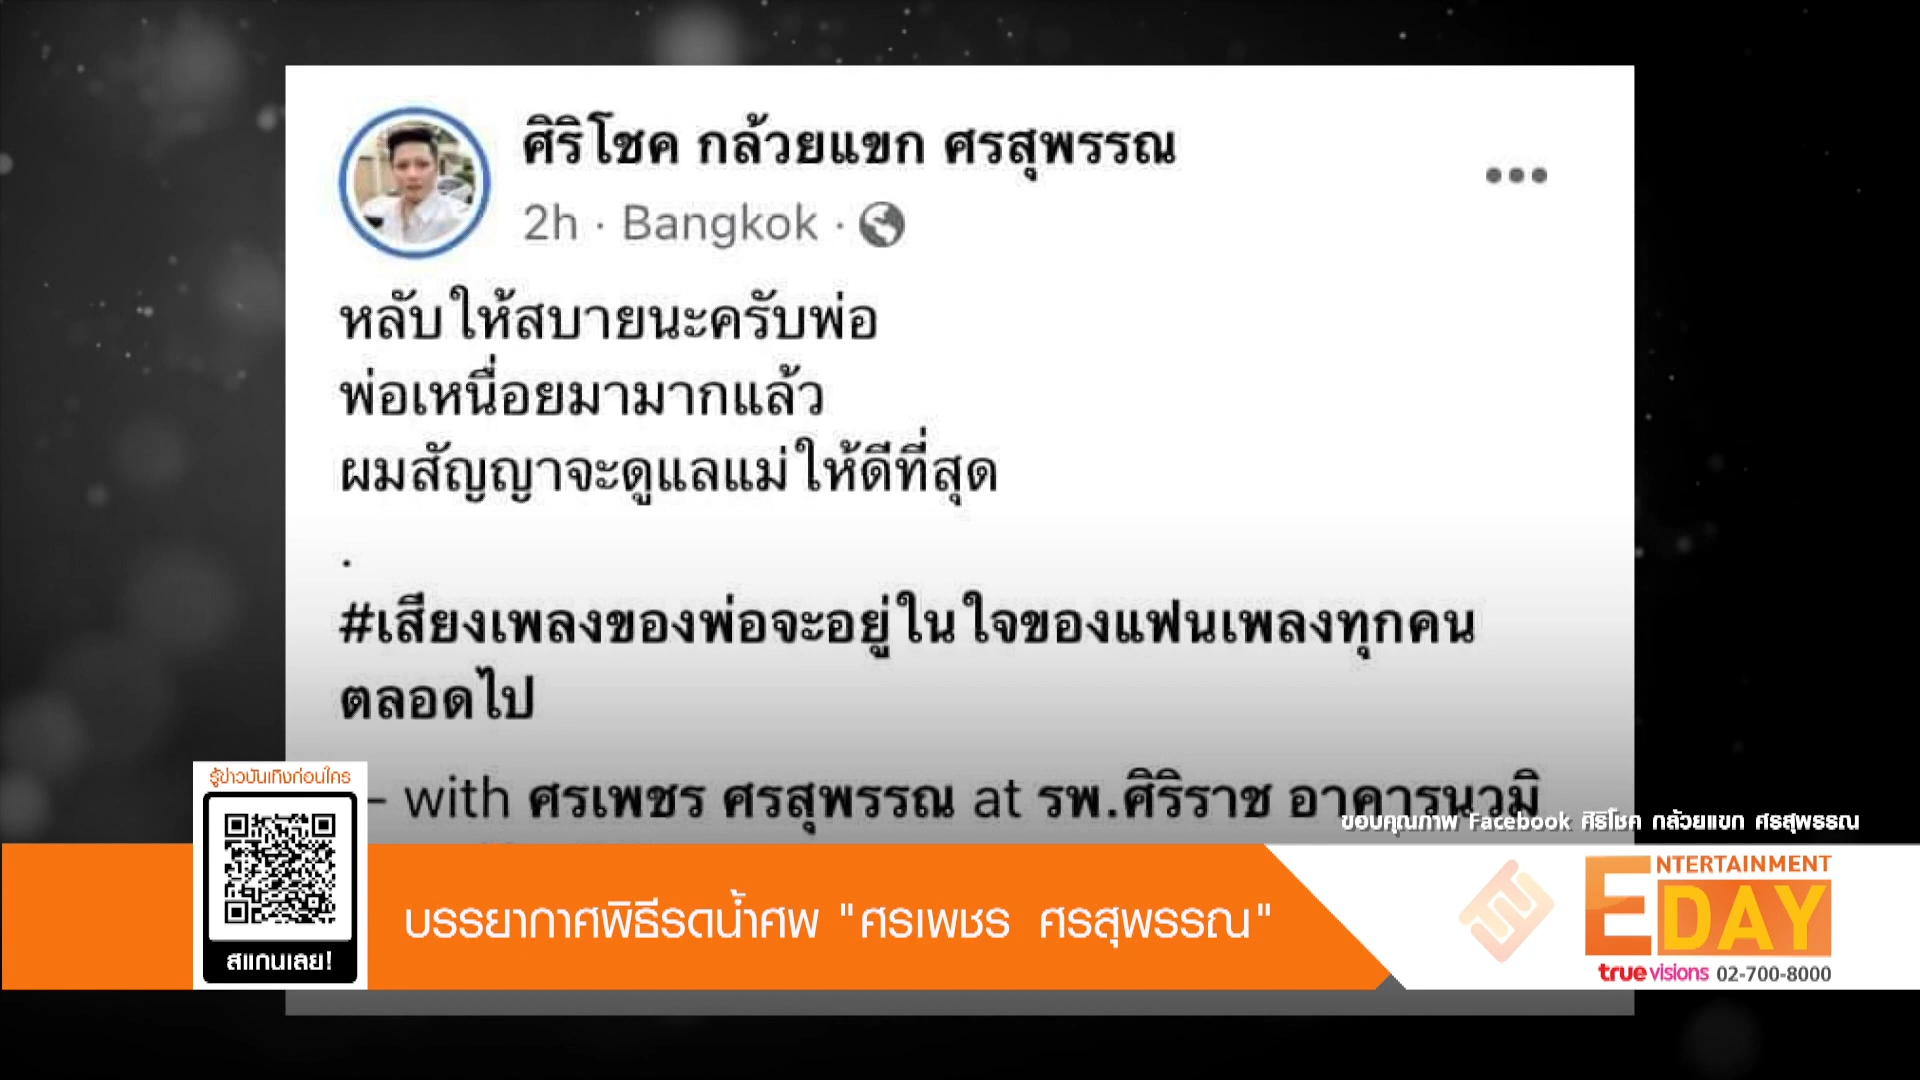 ศิริโชค กล้วยแขก ศรสุพรรณ
2h · Bangkok ·
หลับให้สบายนะครับพ่อ
พ่อเหนื่อยมามากแล้ว
ผมสัญญาจะดูแลแม่ให้ดีที่สุด
.
#เสียงเพลงของพ่อจะอยู่ในใจของแฟนเพลงทุกคน
ตลอดไป
– with ศรเพชร ศรสุพรรณ at รพ.ศิริราช อาคารนวมิ
ขอบคุณภาพ Facebook ศิริโชค กล้วยแขก ศรสุพรรณ
รู้ข่าวบันเทิงก่อนใคร
สแกนเลย!
บรรยากาศพิธีรดน้ำศพ "ศรเพชร ศรสุพรรณ"
ENTERTAINMENT
EDAY
truevisions 02-700-8000